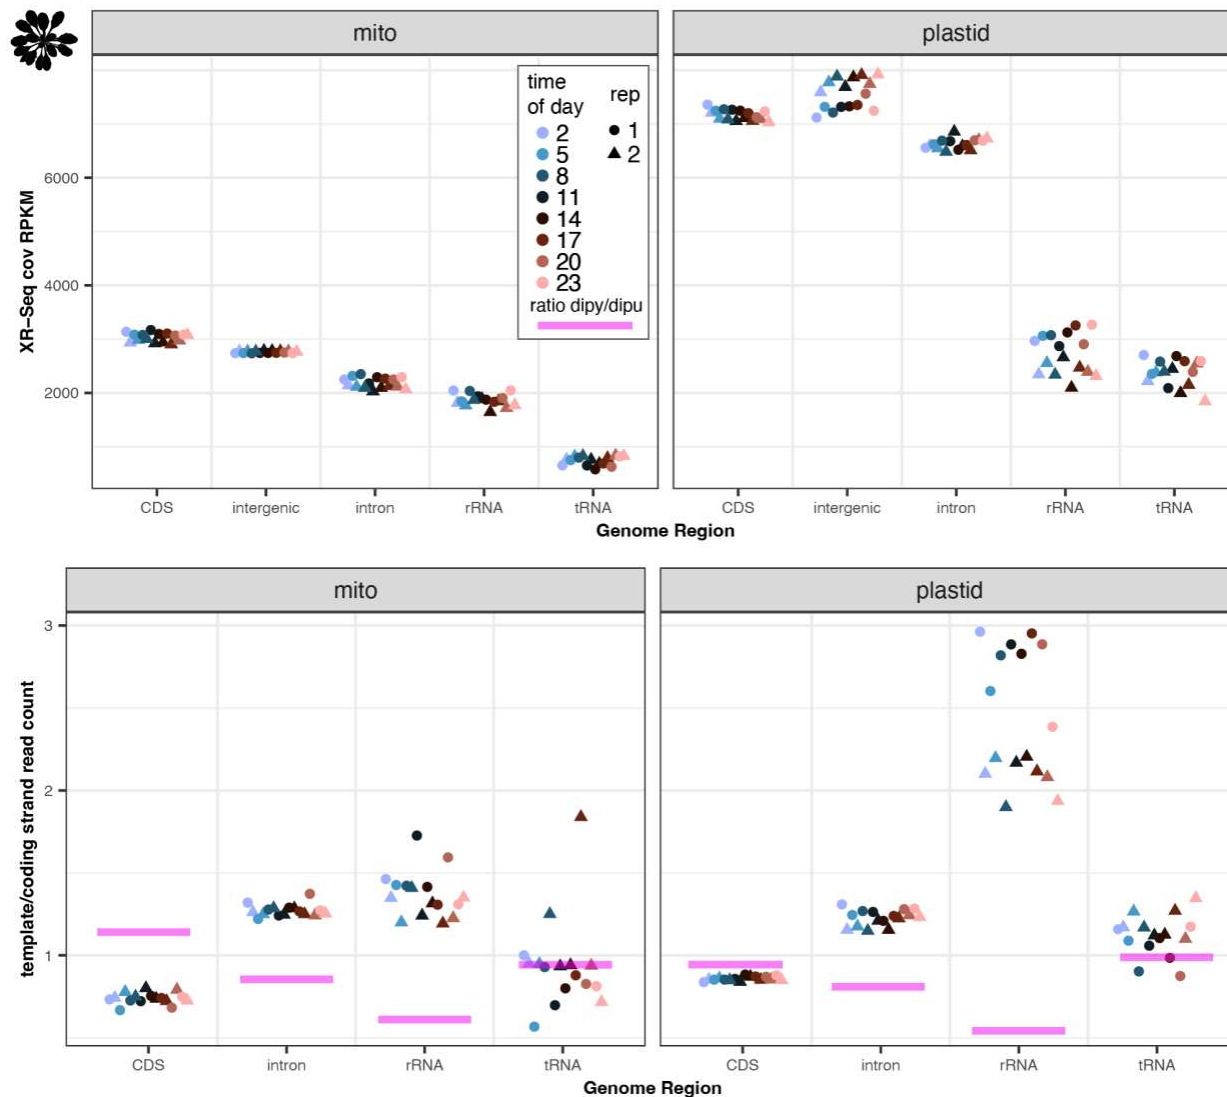 mito
plastid
XR−Seq cov RPKM
6000
4000
2000
time
of day
2
5
8
11
14
17
20
23
rep
1
2
ratio dipy/dipu
CDS intergenic intron rRNA tRNA
CDS intergenic intron rRNA tRNA
Genome Region
mito
plastid
template/coding strand read count
3
2
1
CDS intron rRNA tRNA
CDS intron rRNA tRNA
Genome Region